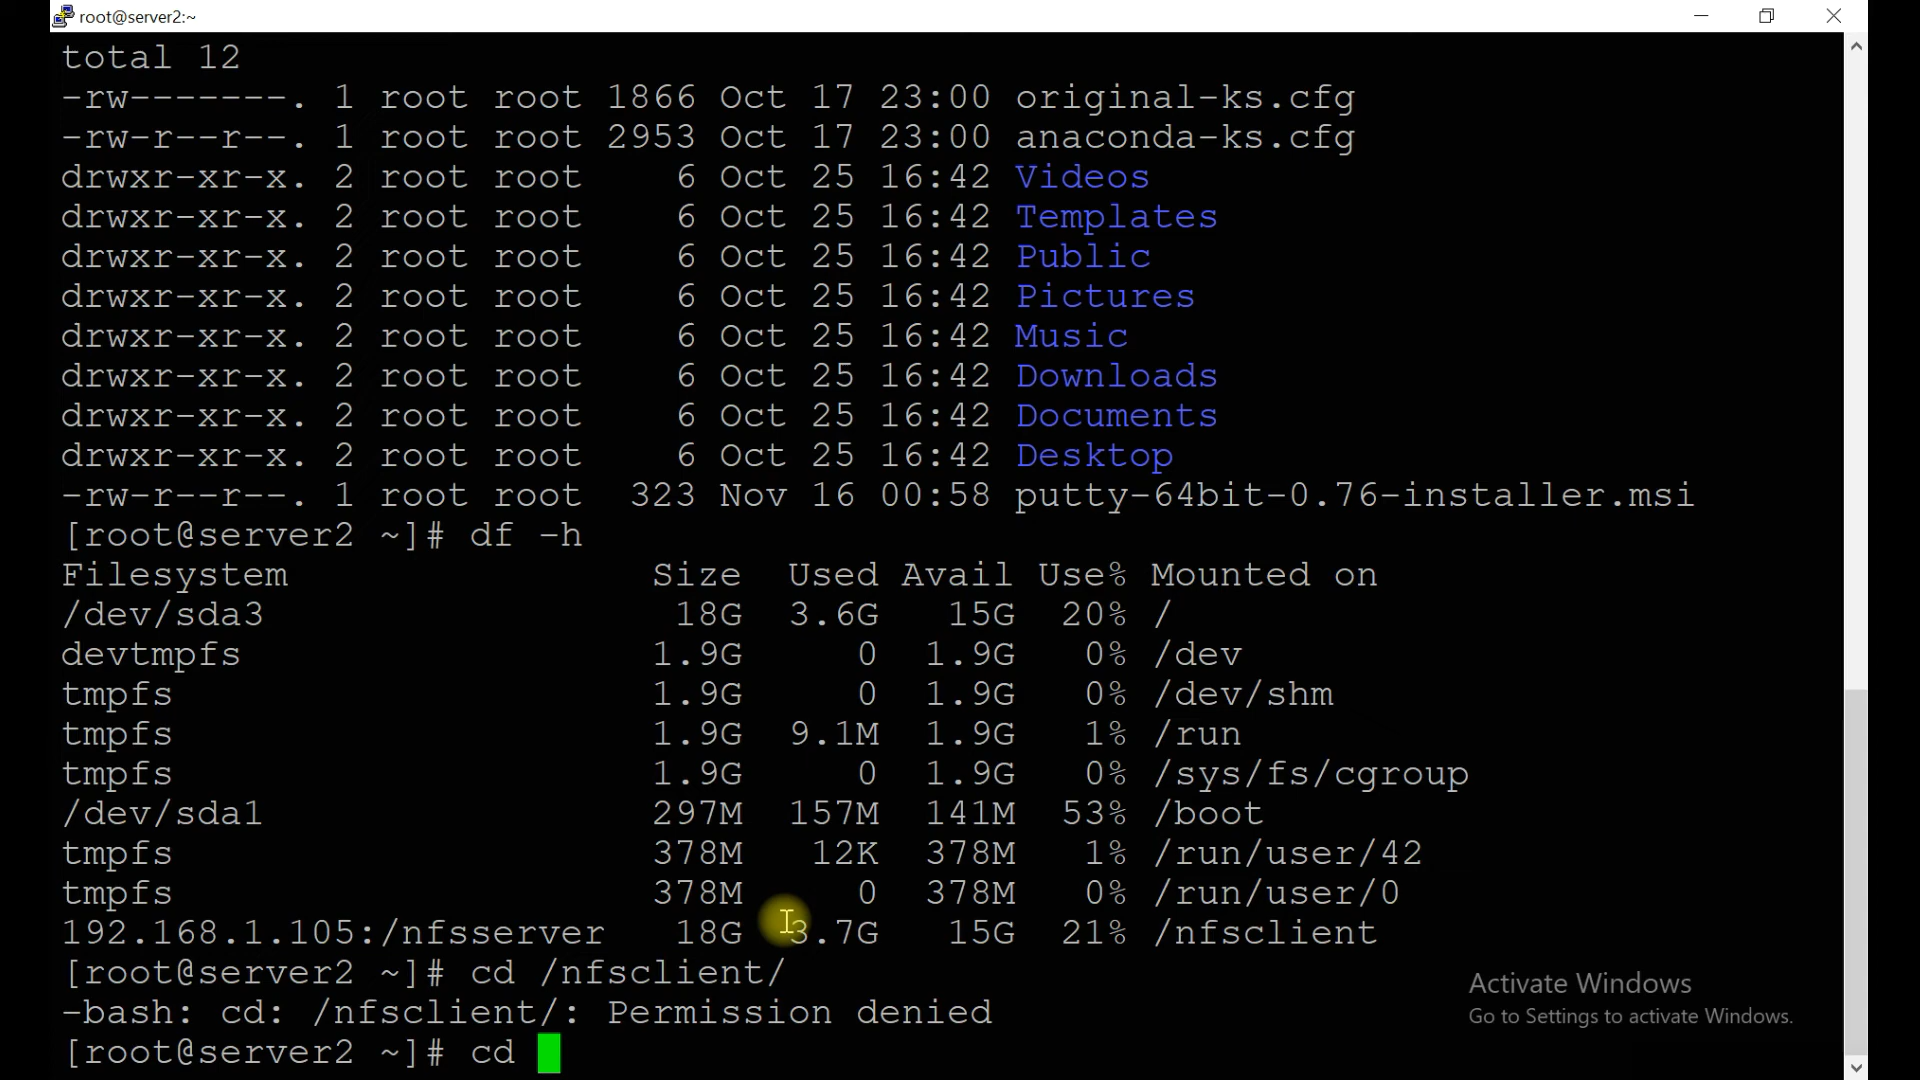 root@server2:~
total 12
-rw-------. 1 root root 1866 Oct 17 23:00 original-ks.cfg
-rw-r--r--. 1 root root 2953 Oct 17 23:00 anaconda-ks.cfg
drwxr-xr-x. 2 root root    6 Oct 25 16:42 Videos
drwxr-xr-x. 2 root root    6 Oct 25 16:42 Templates
drwxr-xr-x. 2 root root    6 Oct 25 16:42 Public
drwxr-xr-x. 2 root root    6 Oct 25 16:42 Pictures
drwxr-xr-x. 2 root root    6 Oct 25 16:42 Music
drwxr-xr-x. 2 root root    6 Oct 25 16:42 Downloads
drwxr-xr-x. 2 root root    6 Oct 25 16:42 Documents
drwxr-xr-x. 2 root root    6 Oct 25 16:42 Desktop
-rw-r--r--. 1 root root  323 Nov 16 00:58 putty-64bit-0.76-installer.msi
[root@server2 ~]# df -h
Filesystem                Size  Used Avail Use% Mounted on
/dev/sda3                  18G  3.6G   15G  20% /
devtmpfs                  1.9G     0  1.9G   0% /dev
tmpfs                     1.9G     0  1.9G   0% /dev/shm
tmpfs                     1.9G  9.1M  1.9G   1% /run
tmpfs                     1.9G     0  1.9G   0% /sys/fs/cgroup
/dev/sda1                 297M  157M  141M  53% /boot
tmpfs                     378M   12K  378M   1% /run/user/42
tmpfs                     378M     0  378M   0% /run/user/0
192.168.1.105:/nfsserver   18G  3.7G   15G  21% /nfsclient
[root@server2 ~]# cd /nfsclient/
-bash: cd: /nfsclient/: Permission denied
[root@server2 ~]# cd
Activate Windows
Go to Settings to activate Windows.